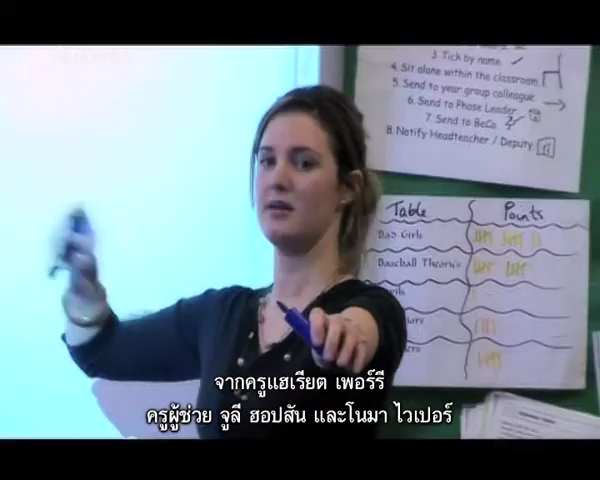 3. Tick by name.
4. Sit alone within the classroom
5. Send to year group colleague
6. Send to Phase Leader
7. Send to BeCo
8. Notify Headteacher / Deputy
Table Points
Bad Girls
Baseball Theories
จากครูแฮเรียต เพอร์รี
ครูผู้ช่วย จูลี ฮอปสัน และโนมา ไวเปอร์